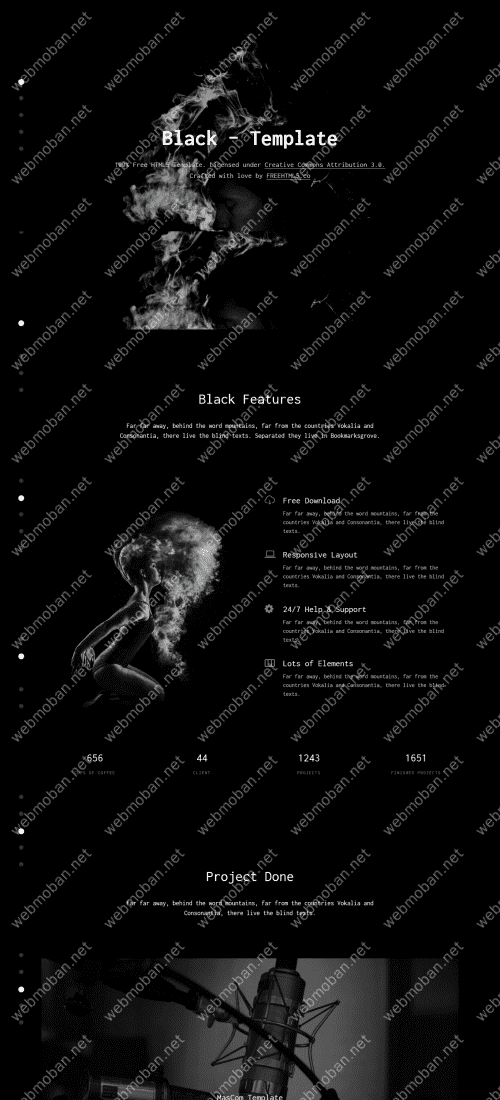 Black – Template
100% Free HTML5 Template. Licensed under Creative Commons Attribution 3.0.
Crafted with love by FREEHTML5.co
Black Features
Far far away, behind the word mountains, far from the countries Vokalia and
Consonantia, there live the blind texts. Separated they live in Bookmarksgrove.
Free Download
Far far away, behind the word mountains, far from the
countries Vokalia and Consonantia, there live the blind
texts.
Responsive Layout
Far far away, behind the word mountains, far from the
countries Vokalia and Consonantia, there live the blind
texts.
24/7 Help & Support
Far far away, behind the word mountains, far from the
countries Vokalia and Consonantia, there live the blind
texts.
Lots of Elements
Far far away, behind the word mountains, far from the
countries Vokalia and Consonantia, there live the blind
texts.
656 44 1243 1651
CUPS OF COFFEE CLIENT PROJECTS FINISHED PROJECTS
Project Done
Far far away, behind the word mountains, far from the countries Vokalia and
Consonantia, there live the blind texts.
MasCom Template
webmoban.net